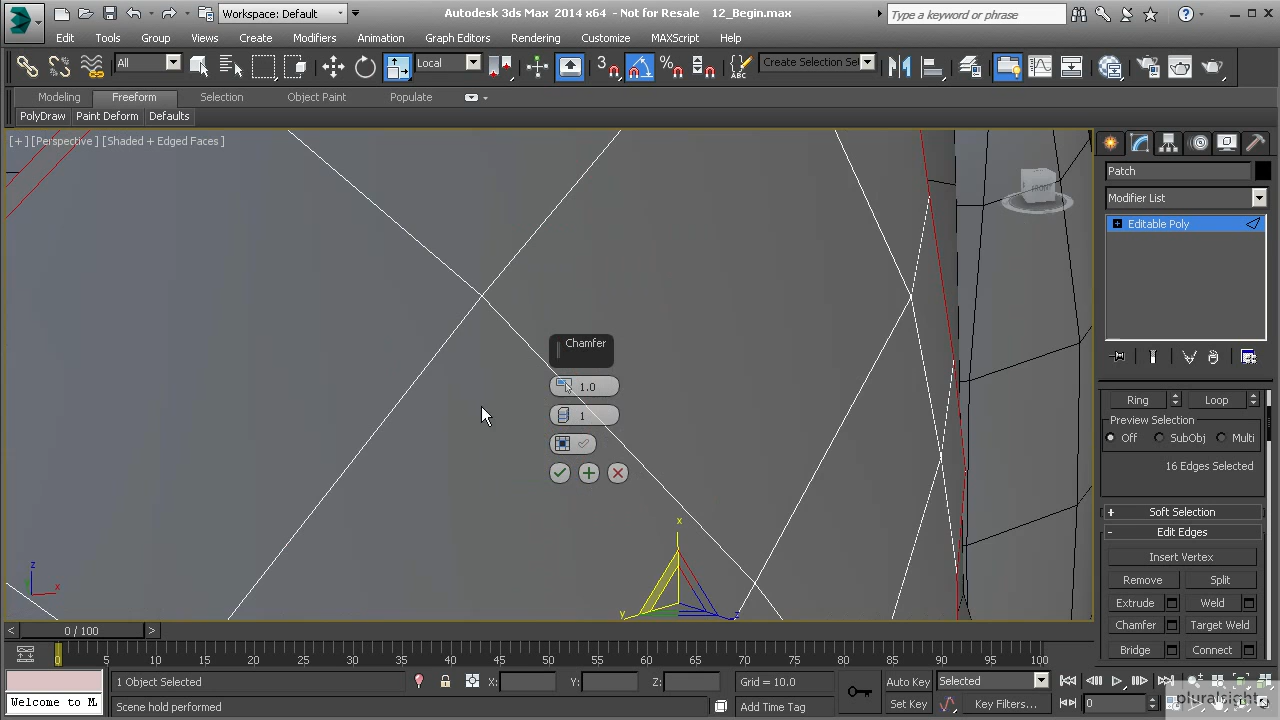 Workspace: Default
Autodesk 3ds Max 2014 x64 - Not for Resale 12_Begin.max
Type a keyword or phrase
Edit Tools Group Views Create Modifiers Animation Graph Editors Rendering Customize MAXScript Help
All Local 3 Create Selection Se
Modeling Freeform Selection Object Paint Populate
PolyDraw Paint Deform Defaults
[+] [Perspective] [Shaded + Edged Faces]
FRONT
Patch
Modifier List
Editable Poly
Chamfer
1.0
1
Ring Loop
Preview Selection
Off SubObj Multi
16 Edges Selected
+ Soft Selection
- Edit Edges
Insert Vertex
Remove Split
Extrude Weld
Chamfer Target Weld
Bridge Connect
x
y z
z
x
< 0 / 100 >
0 5 10 15 20 25 30 35 40 45 50 55 60 65 70 75 80 85 90 95 100
1 Object Selected X: Y: Z: Grid = 10.0 Auto Key Selected
Welcome to M Scene hold performed Add Time Tag Set Key Key Filters... 0
pluralsight